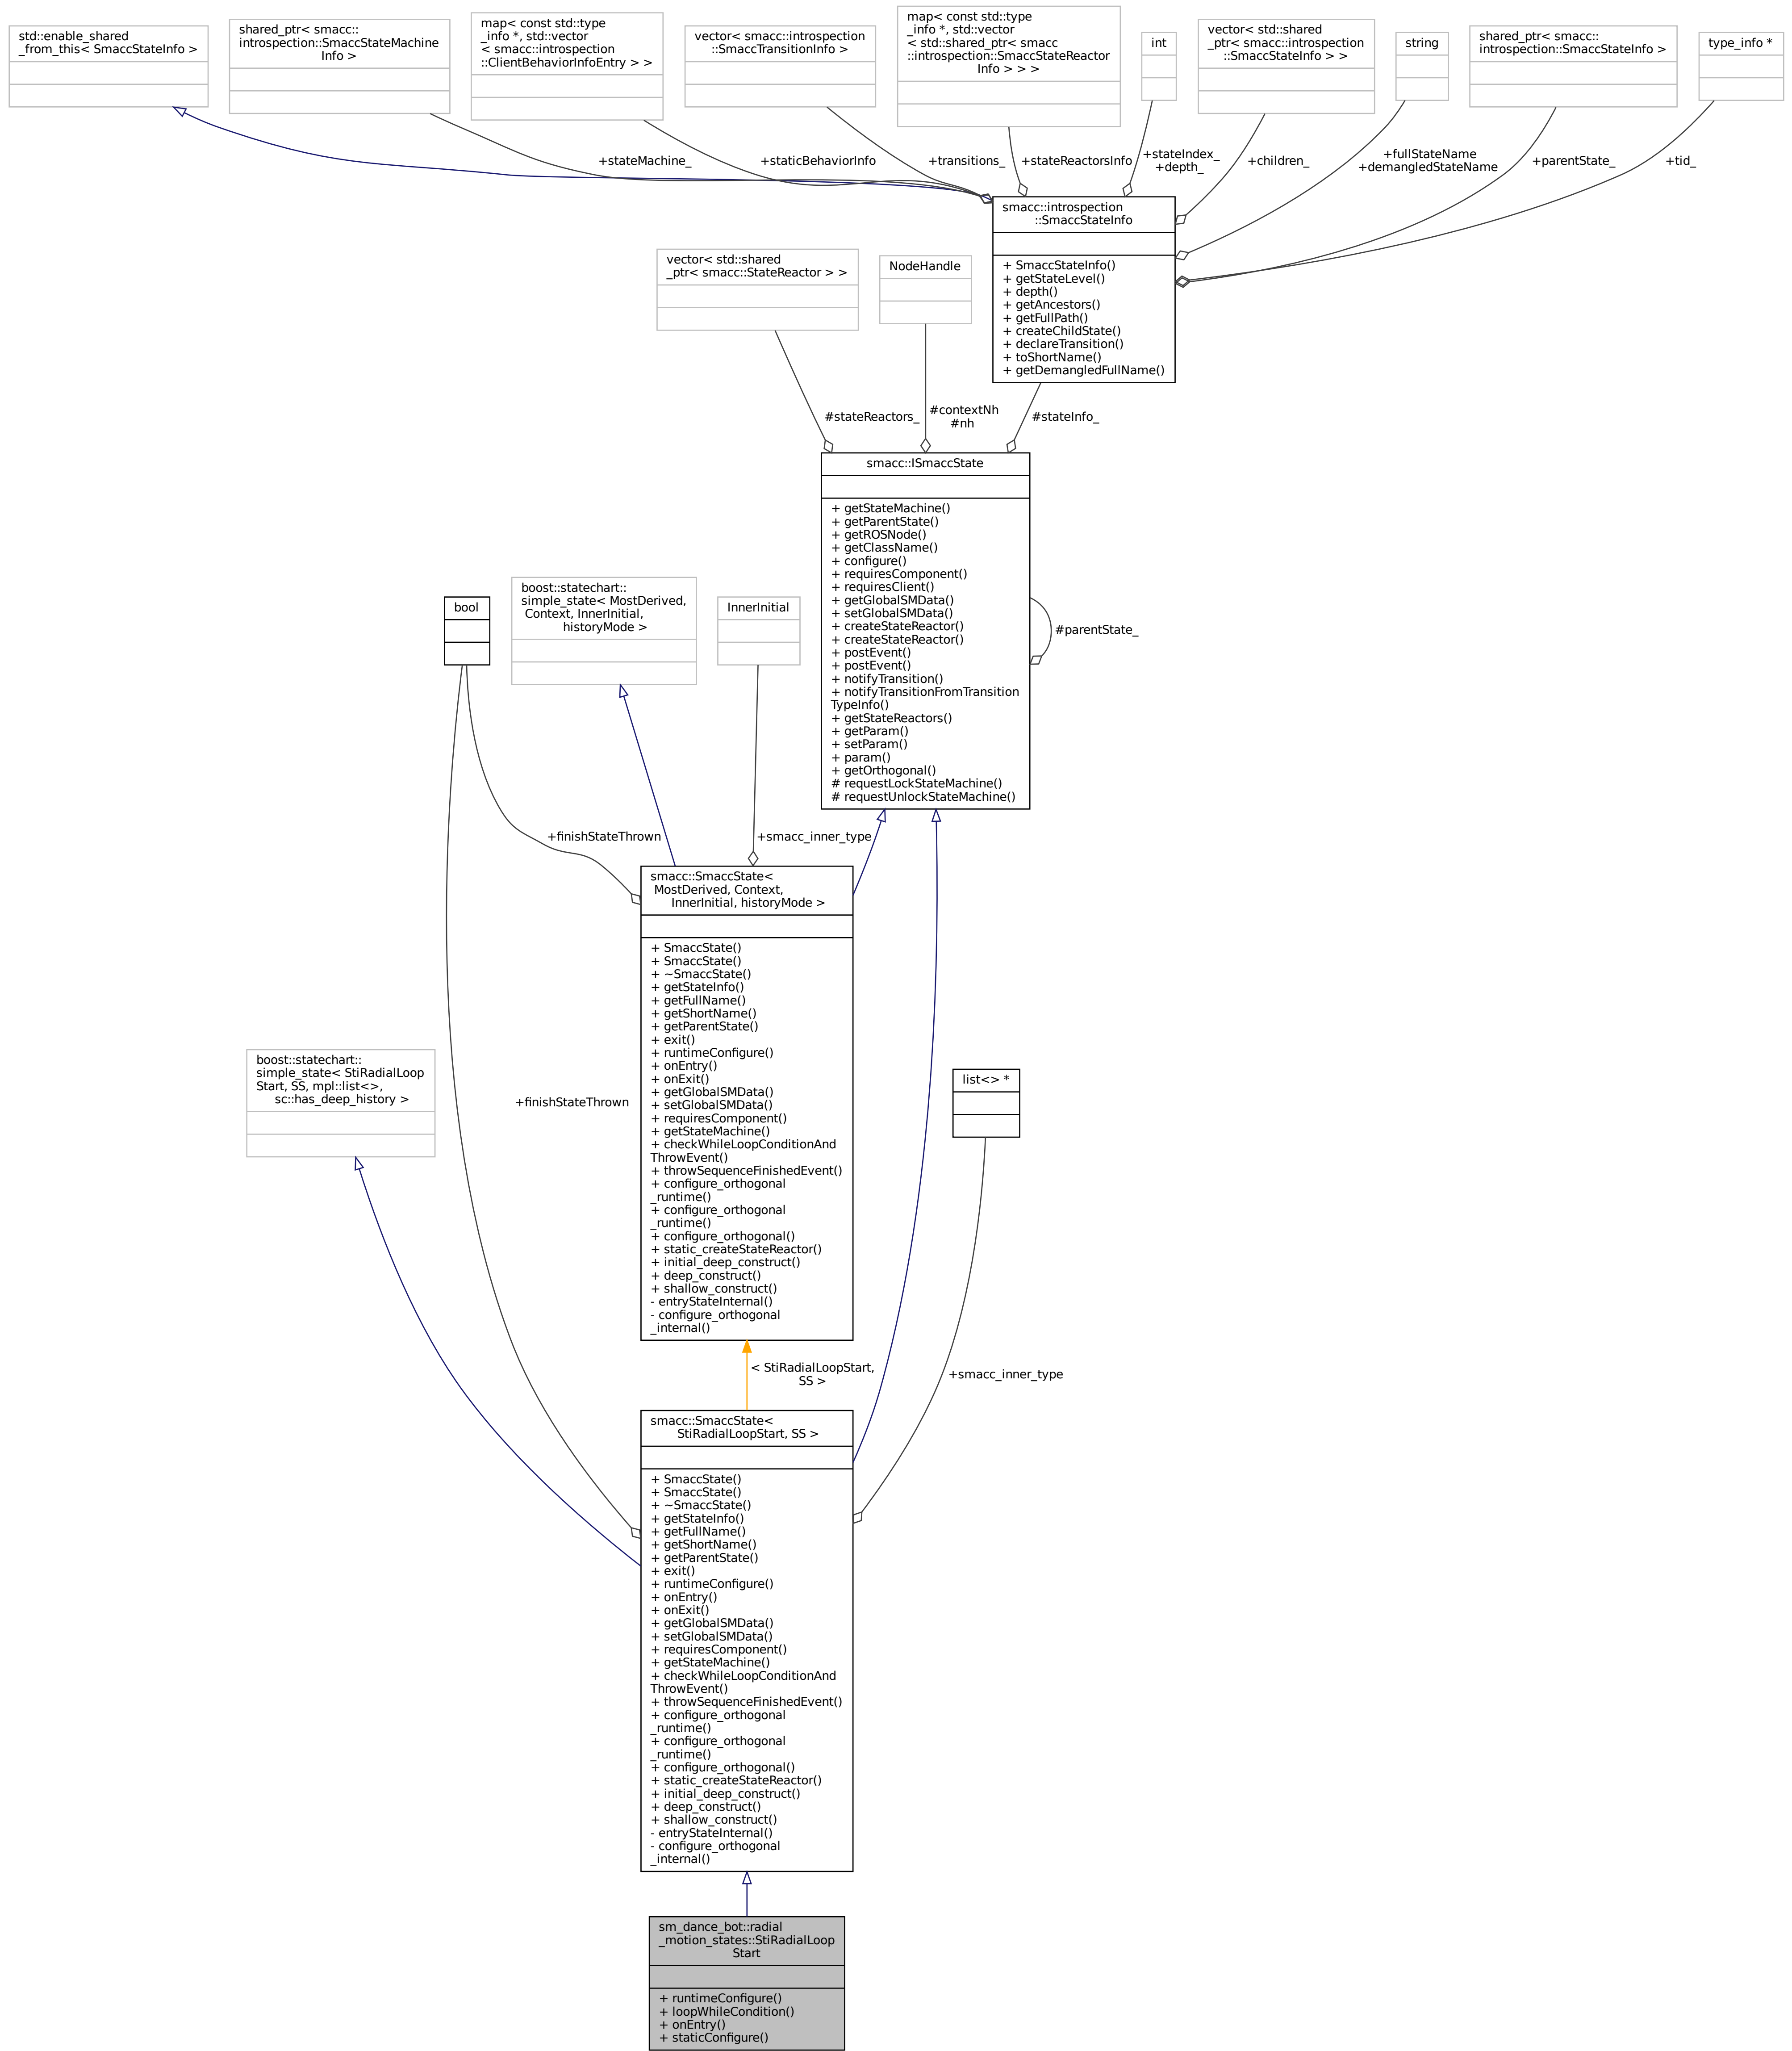 std::enable_shared
_from_this< SmaccStateInfo >
shared_ptr< smacc::
introspection::SmaccStateMachine
Info >
map< const std::type
_info *, std::vector
< smacc::introspection
::ClientBehaviorInfoEntry > >
vector< smacc::introspection
::SmaccTransitionInfo >
map< const std::type
_info *, std::vector
< std::shared_ptr< smacc
::introspection::SmaccStateReactor
Info > > >
int
vector< std::shared
_ptr< smacc::introspection
::SmaccStateInfo > >
string
shared_ptr< smacc::
introspection::SmaccStateInfo >
type_info *
+stateMachine_
+staticBehaviorInfo
+transitions_
+stateReactorsInfo
+stateIndex_
+depth_
+children_
+fullStateName
+demangledStateName
+parentState_
+tid_
smacc::introspection
::SmaccStateInfo
+ SmaccStateInfo()
+ getStateLevel()
+ depth()
+ getAncestors()
+ getFullPath()
+ createChildState()
+ declareTransition()
+ toShortName()
+ getDemangledFullName()
vector< std::shared
_ptr< smacc::StateReactor > >
NodeHandle
#stateReactors_
#contextNh
#nh
#stateInfo_
smacc::ISmaccState
+ getStateMachine()
+ getParentState()
+ getROSNode()
+ getClassName()
+ configure()
+ requiresComponent()
+ requiresClient()
+ getGlobalSMData()
+ setGlobalSMData()
+ createStateReactor()
+ createStateReactor()
+ postEvent()
+ postEvent()
+ notifyTransition()
+ notifyTransitionFromTransition
TypeInfo()
+ getStateReactors()
+ getParam()
+ setParam()
+ param()
+ getOrthogonal()
# requestLockStateMachine()
# requestUnlockStateMachine()
#parentState_
bool
boost::statechart::
simple_state< MostDerived,
Context, InnerInitial,
historyMode >
InnerInitial
+finishStateThrown
+smacc_inner_type
smacc::SmaccState<
MostDerived, Context,
InnerInitial, historyMode >
+ SmaccState()
+ SmaccState()
+ ~SmaccState()
+ getStateInfo()
+ getFullName()
+ getShortName()
+ getParentState()
+ exit()
+ runtimeConfigure()
+ onEntry()
+ onExit()
+ getGlobalSMData()
+ setGlobalSMData()
+ requiresComponent()
+ getStateMachine()
+ checkWhileLoopConditionAnd
ThrowEvent()
+ throwSequenceFinishedEvent()
+ configure_orthogonal
_runtime()
+ configure_orthogonal
_runtime()
+ configure_orthogonal()
+ static_createStateReactor()
+ initial_deep_construct()
+ deep_construct()
+ shallow_construct()
- entryStateInternal()
- configure_orthogonal
_internal()
boost::statechart::
simple_state< StiRadialLoop
Start, SS, mpl::list<>,
sc::has_deep_history >
+finishStateThrown
list<> *
< StiRadialLoopStart,
SS >
+smacc_inner_type
smacc::SmaccState<
StiRadialLoopStart, SS >
+ SmaccState()
+ SmaccState()
+ ~SmaccState()
+ getStateInfo()
+ getFullName()
+ getShortName()
+ getParentState()
+ exit()
+ runtimeConfigure()
+ onEntry()
+ onExit()
+ getGlobalSMData()
+ setGlobalSMData()
+ requiresComponent()
+ getStateMachine()
+ checkWhileLoopConditionAnd
ThrowEvent()
+ throwSequenceFinishedEvent()
+ configure_orthogonal
_runtime()
+ configure_orthogonal
_runtime()
+ configure_orthogonal()
+ static_createStateReactor()
+ initial_deep_construct()
+ deep_construct()
+ shallow_construct()
- entryStateInternal()
- configure_orthogonal
_internal()
sm_dance_bot::radial
_motion_states::StiRadialLoop
Start
+ runtimeConfigure()
+ loopWhileCondition()
+ onEntry()
+ staticConfigure()